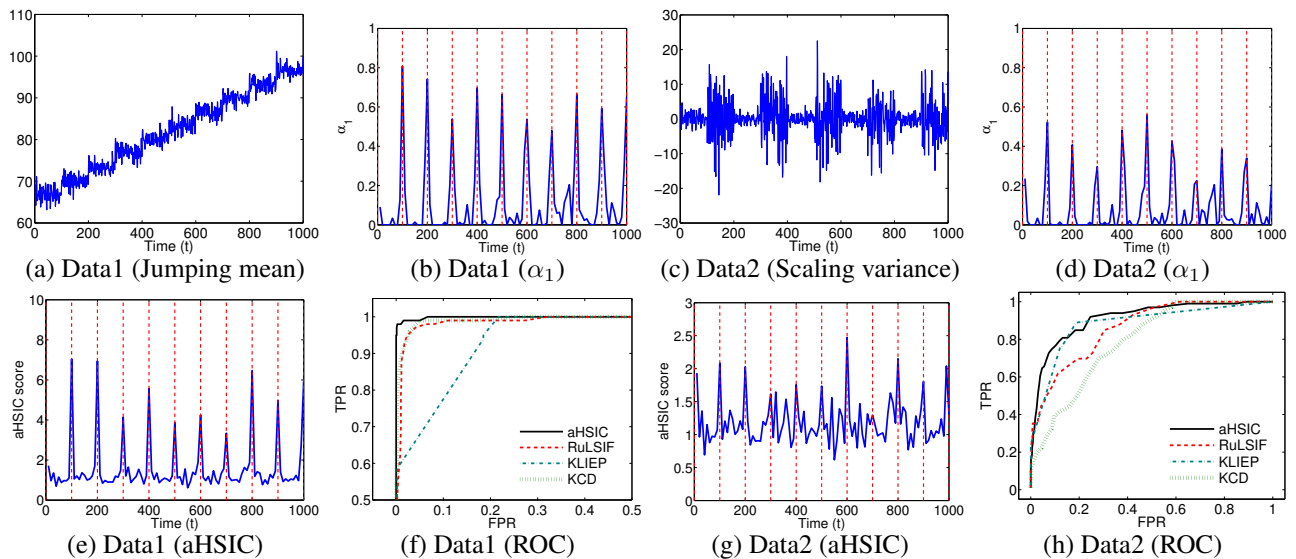 110
100
90
80
70
60
0 200 400 600 800 1000
Time (t)
(a) Data1 (Jumping mean)
1
0.8
0.6
0.4
0.2
0
α1
0 200 400 600 800 1000
Time (t)
(b) Data1 (α1)
30
20
10
0
−10
−20
−30
0 200 400 600 800 1000
Time (t)
(c) Data2 (Scaling variance)
1
0.8
0.6
0.4
0.2
0
α1
0 200 400 600 800 1000
Time (t)
(d) Data2 (α1)
10
8
6
4
2
0
aHSIC score
0 200 400 600 800 1000
Time (t)
(e) Data1 (aHSIC)
1
0.9
0.8
0.7
0.6
0.5
TPR
aHSIC
RuLSIF
KLIEP
KCD
0 0.1 0.2 0.3 0.4 0.5
FPR
(f) Data1 (ROC)
3
2.5
2
1.5
1
0.5
0
aHSIC score
0 200 400 600 800 1000
Time (t)
(g) Data2 (aHSIC)
1
0.8
0.6
0.4
0.2
0
TPR
aHSIC
RuLSIF
KLIEP
KCD
0 0.2 0.4 0.6 0.8 1
FPR
(h) Data2 (ROC)